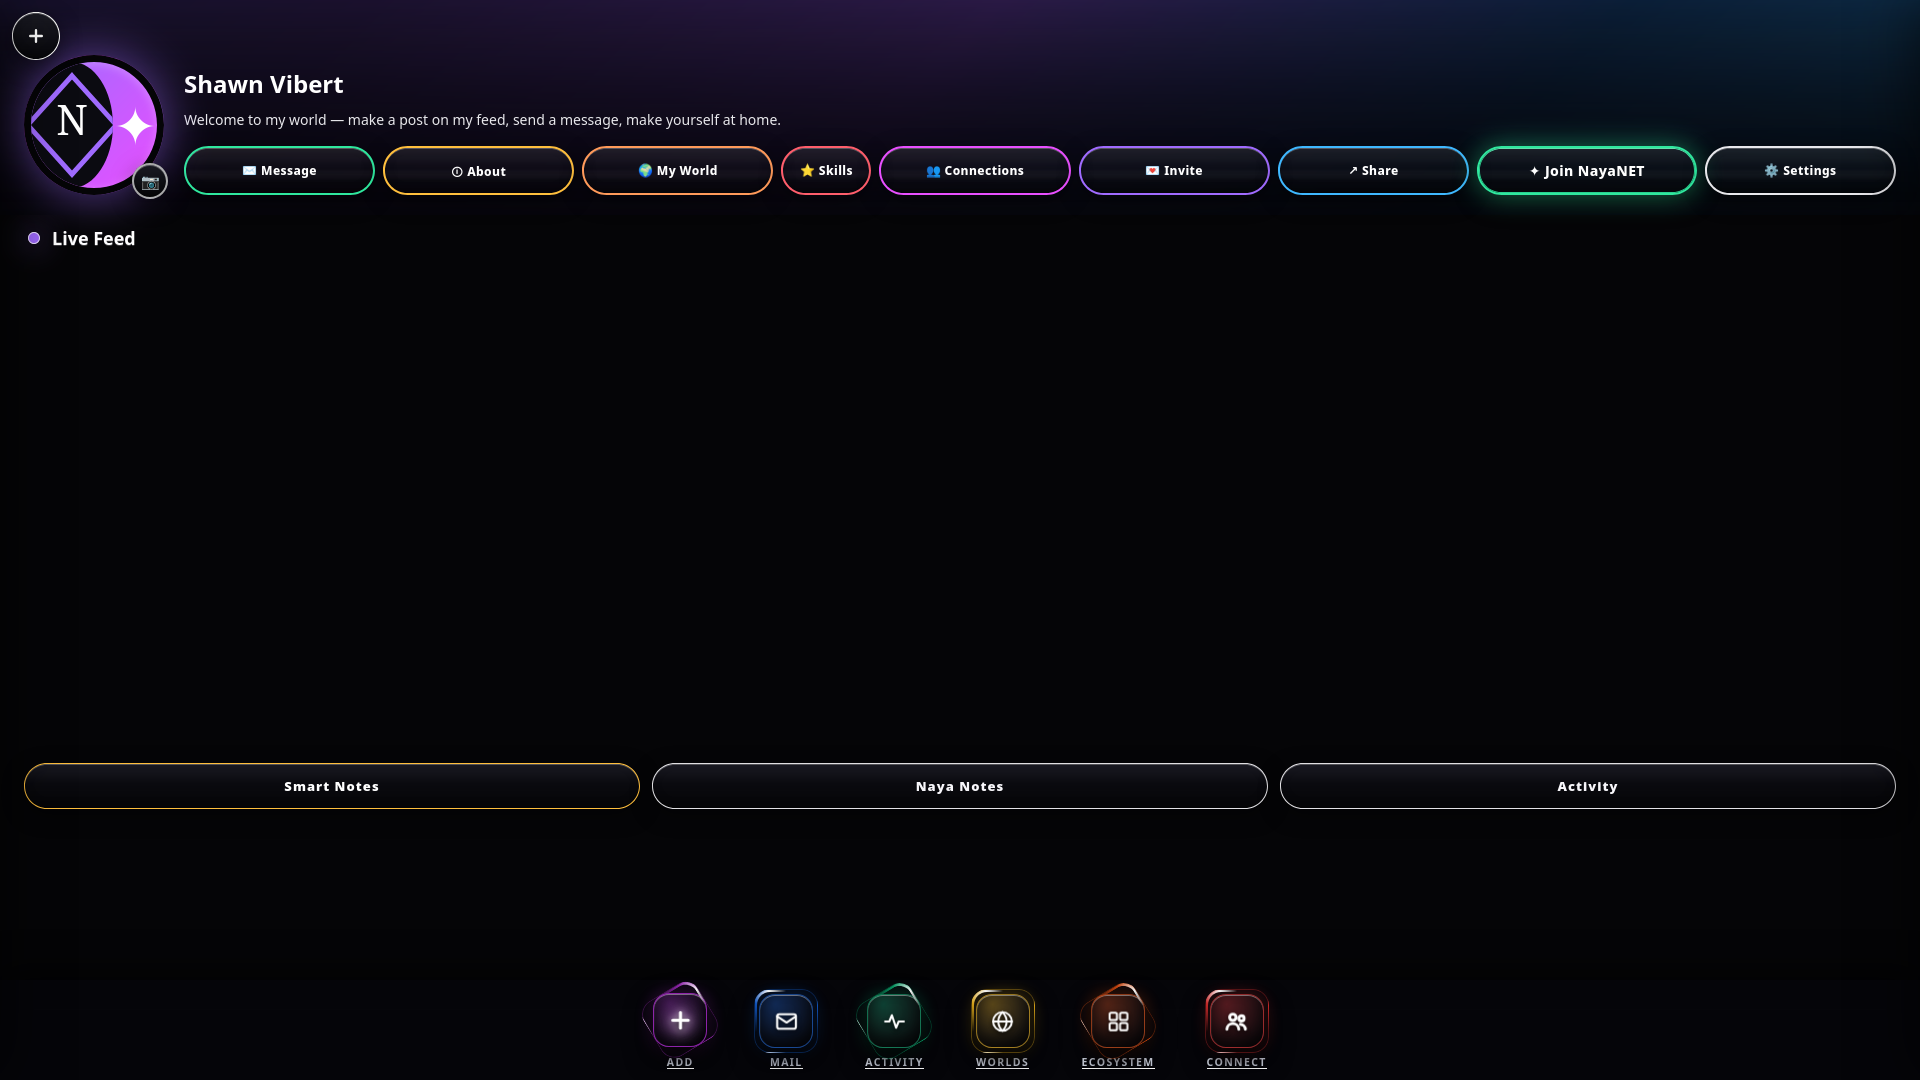 N
Shawn Vibert
Welcome to my world — make a post on my feed, send a message, make yourself at home.
Message
About
My World
Skills
Connections
Invite
Share
Join NayaNET
Settings
Live Feed
Smart Notes
Naya Notes
Activity
ADD
MAIL
ACTIVITY
WORLDS
ECOSYSTEM
CONNECT